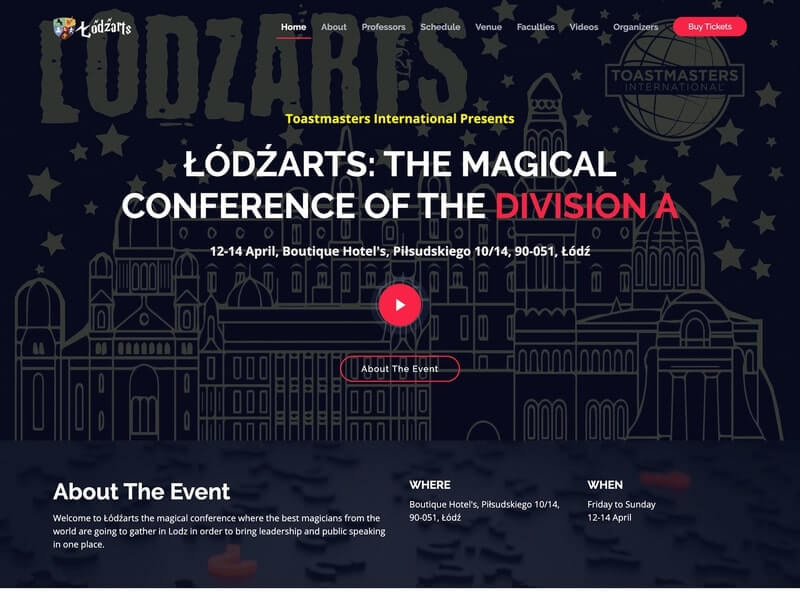 Łódźarts
Home About Professors Schedule Venue Faculties Videos Organizers Buy Tickets
LODZARTS
TOASTMASTERS
INTERNATIONAL
Toastmasters International Presents
ŁÓDŹARTS: THE MAGICAL
CONFERENCE OF THE DIVISION A
12-14 April, Boutique Hotel's, Piłsudskiego 10/14, 90-051, Łódź
About The Event
About The Event
Welcome to Łódźarts the magical conference where the best magicians from the
world are going to gather in Lodz in order to bring leadership and public speaking
in one place.
WHERE
Boutique Hotel's, Piłsudskiego 10/14,
90-051, Łódź
WHEN
Friday to Sunday
12-14 April